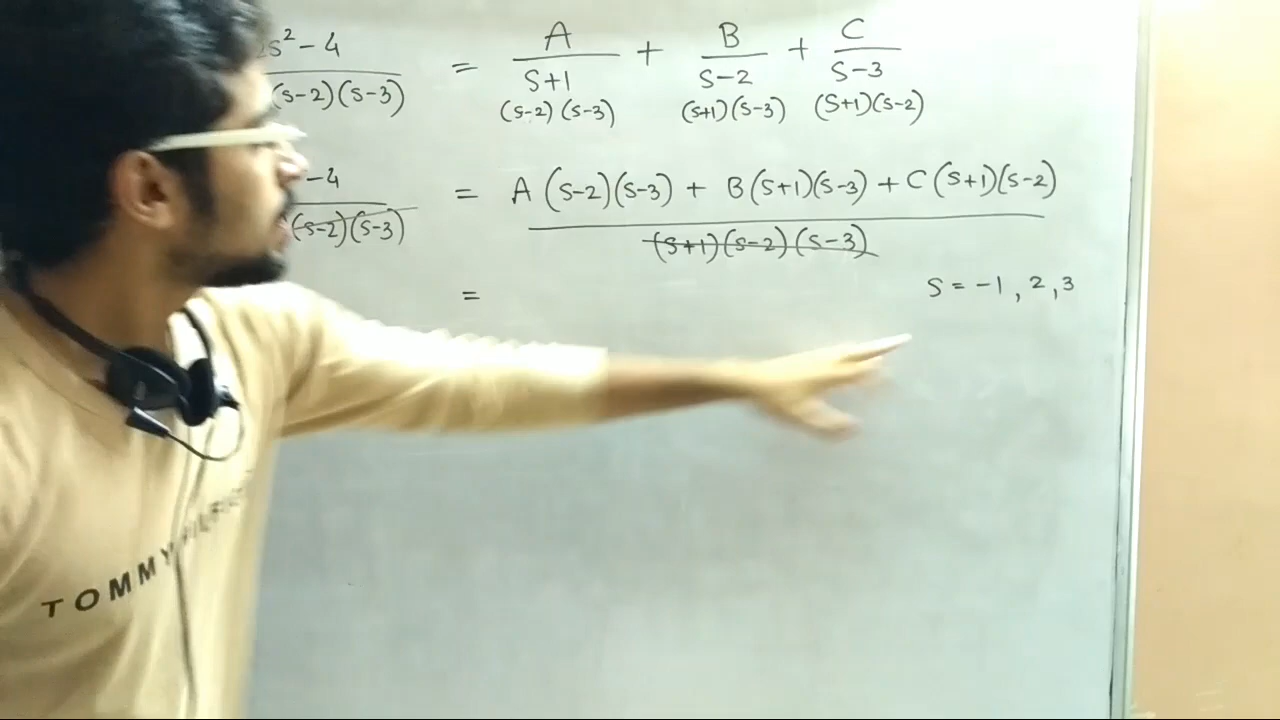 2s² - 4 = A + B + C
(s-2)(s-3) s+1 s-2 s-3
(s-2)(s-3) (s+1)(s-3) (s+1)(s-2)
-4 = A(s-2)(s-3) + B(s+1)(s-3) + C(s+1)(s-2)
(s-2)(s-3) (s+1)(s-2)(s-3)
= s = -1, 2, 3
TOMMY